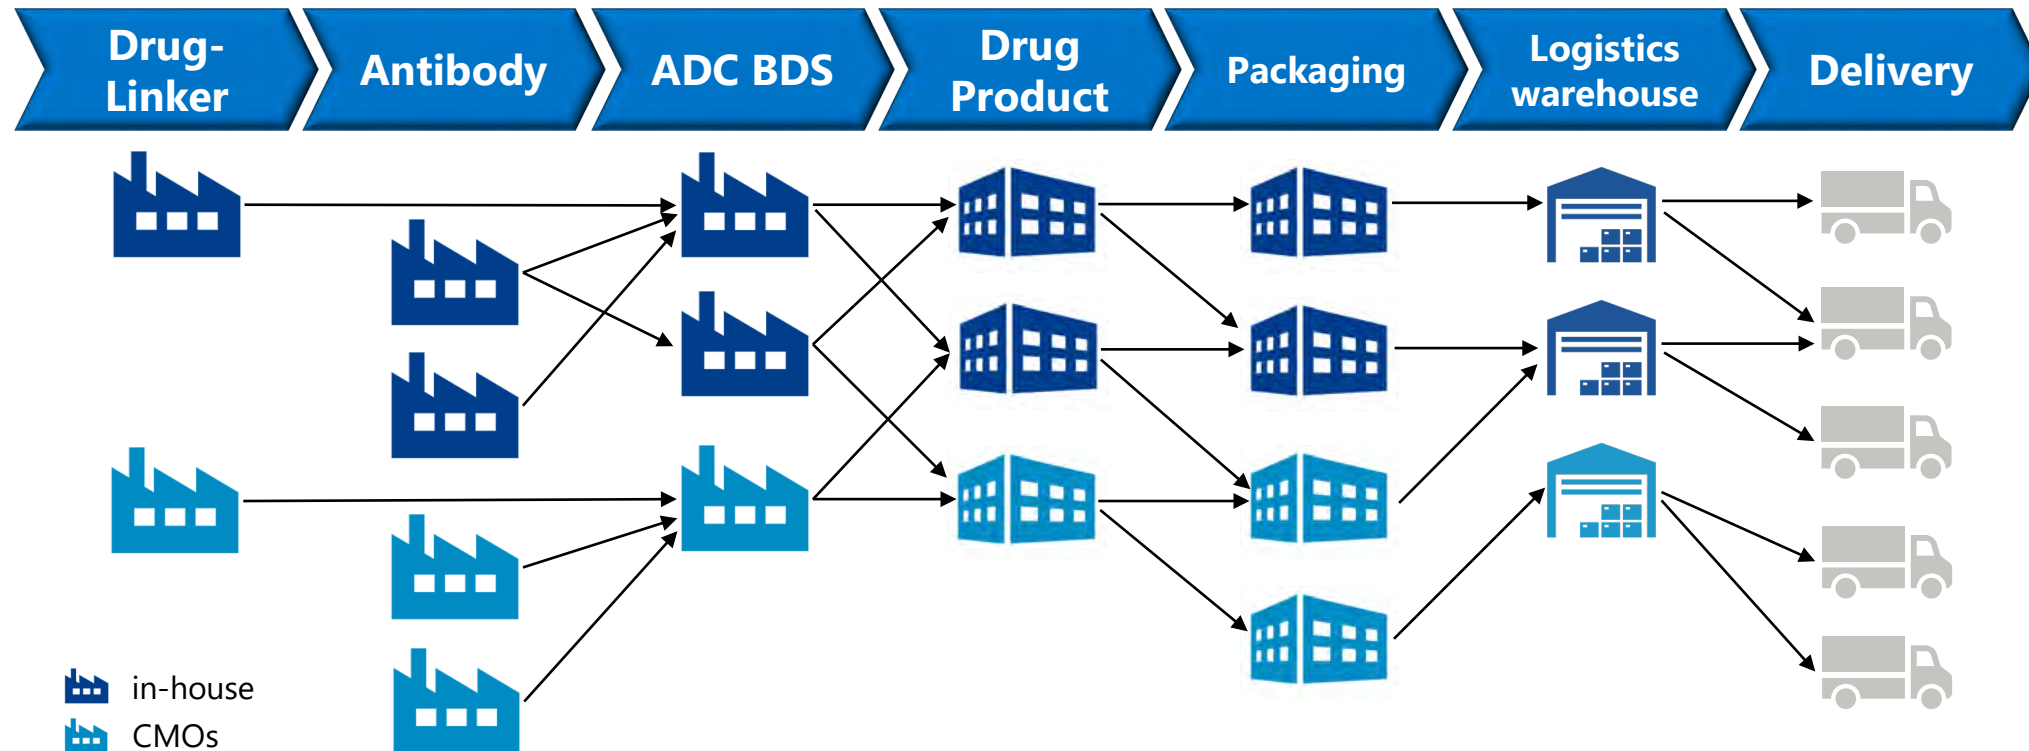 Drug-
Linker
Antibody
ADC BDS
Drug
Product
Packaging
Logistics
warehouse
Delivery
in-house
CMOs